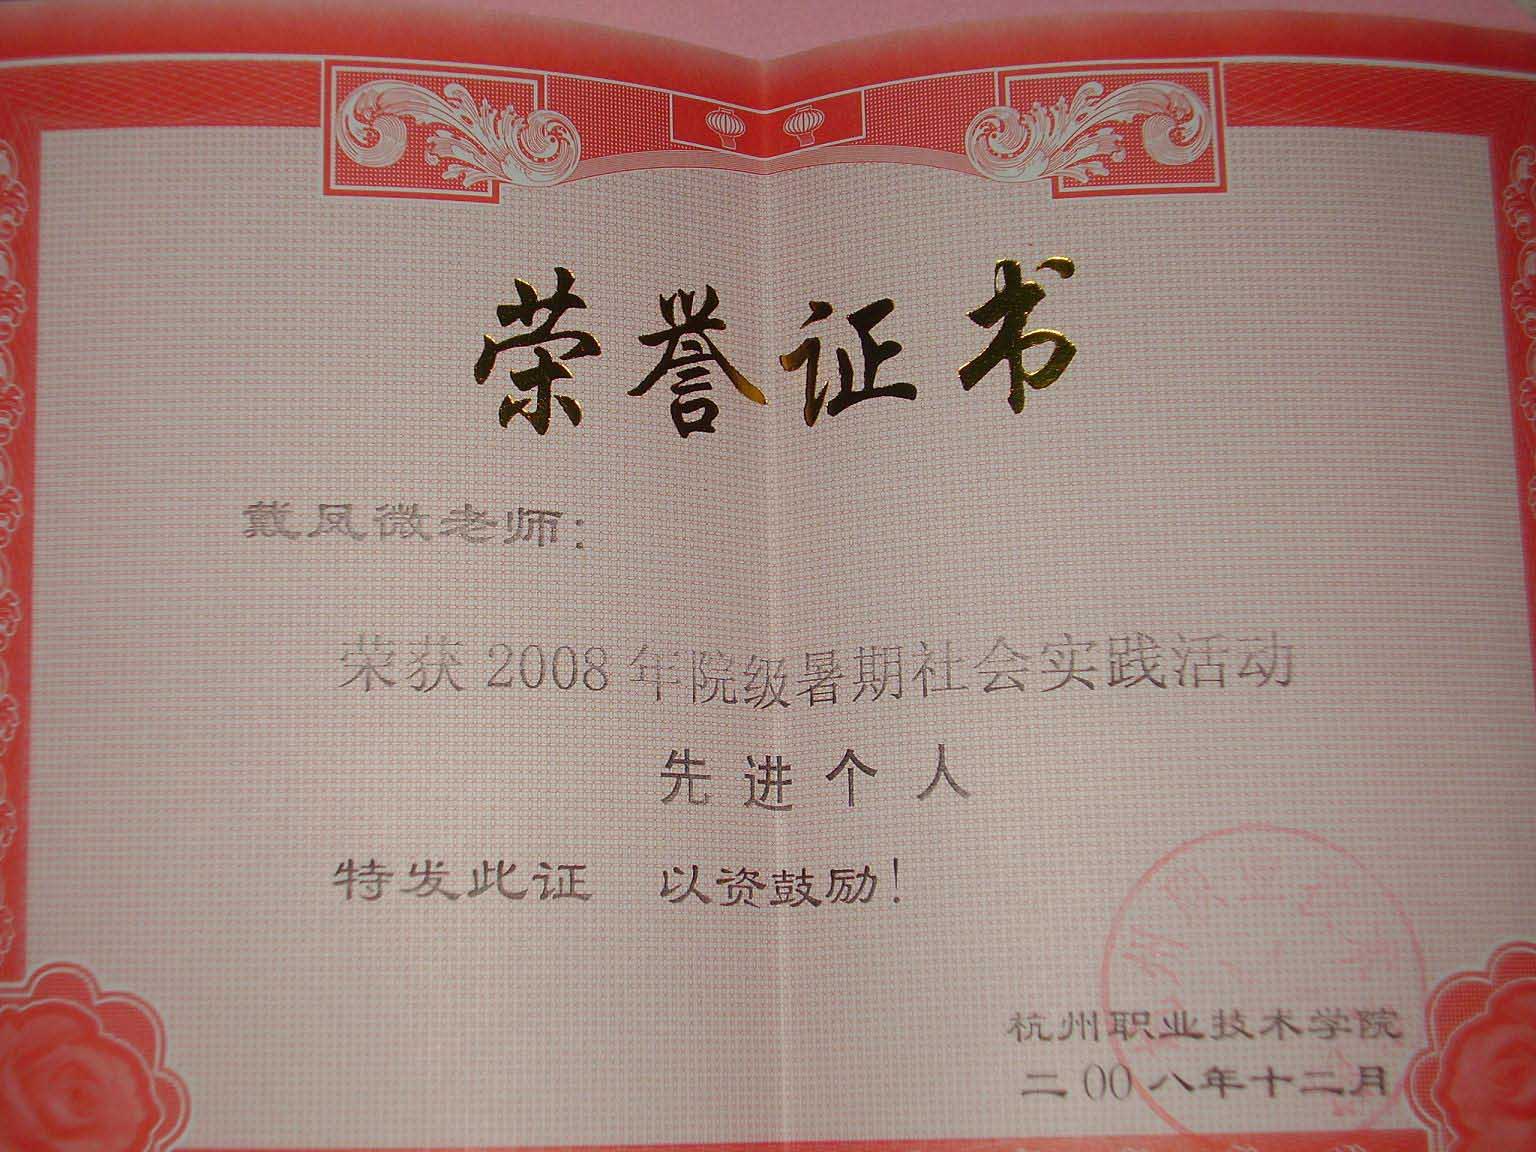 荣誉证书
戴凤微老师：
荣获2008年院级暑期社会实践活动
先进个人
特发此证 以资鼓励！
杭州职业技术学院
二00八年十二月